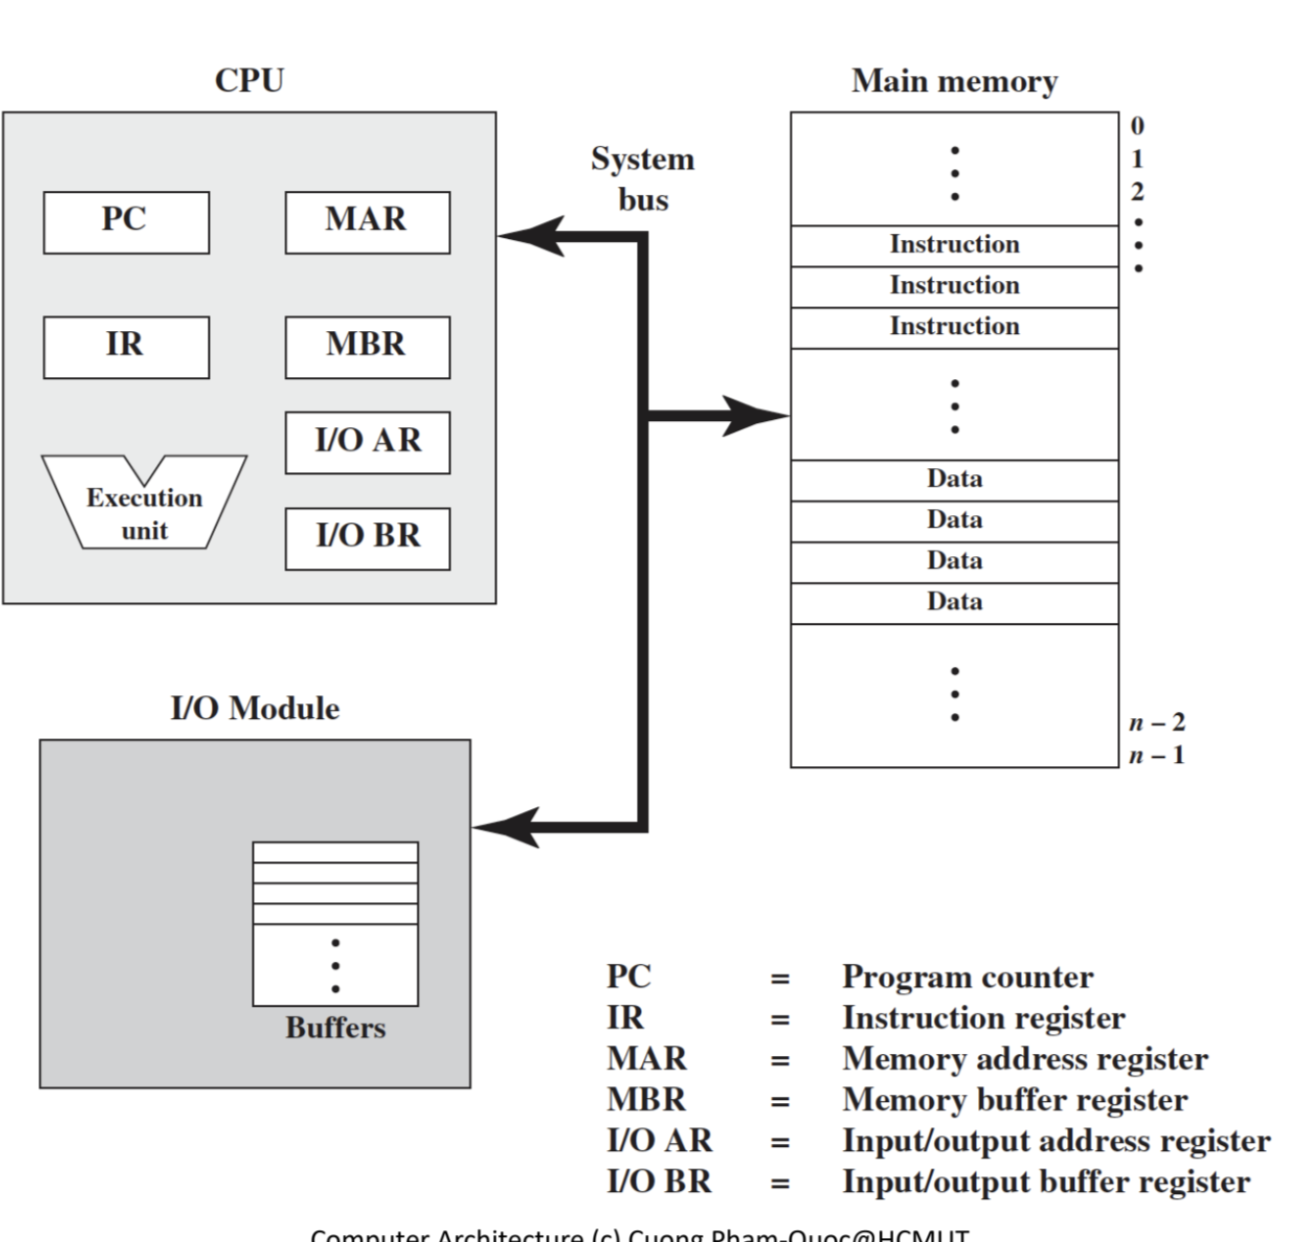 CPU
PC
MAR
IR
MBR
I/O AR
I/O BR
Execution
unit
System
bus
Main memory
0
1
2
Instruction
Instruction
Instruction
Data
Data
Data
Data
n – 2
n – 1
I/O Module
Buffers
PC = Program counter
IR = Instruction register
MAR = Memory address register
MBR = Memory buffer register
I/O AR = Input/output address register
I/O BR = Input/output buffer register
Computer Architecture (c) Cuong Pham-Quoc@HCMUT